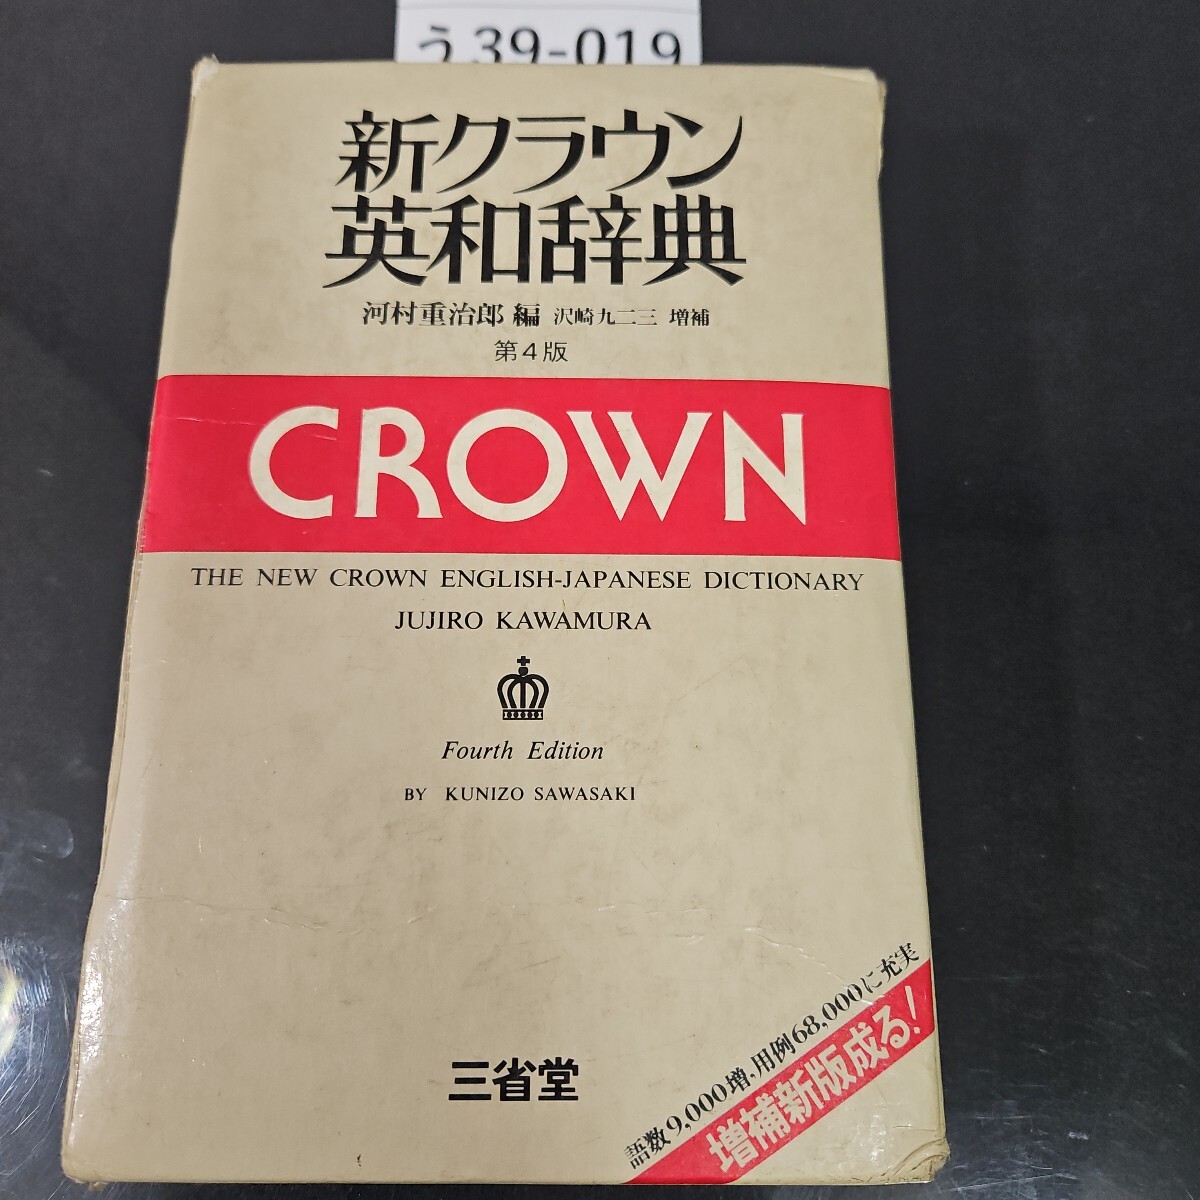 う39-019
新クラウン
英和辞典
河村重治郎 編 沢崎九二三 増補
第4版
CROWN
THE NEW CROWN ENGLISH-JAPANESE DICTIONARY
JUJIRO KAWAMURA
Fourth Edition
BY KUNIZO SAWASAKI
語数9,000増,用例68,000に充実
増補新版成る!
三省堂